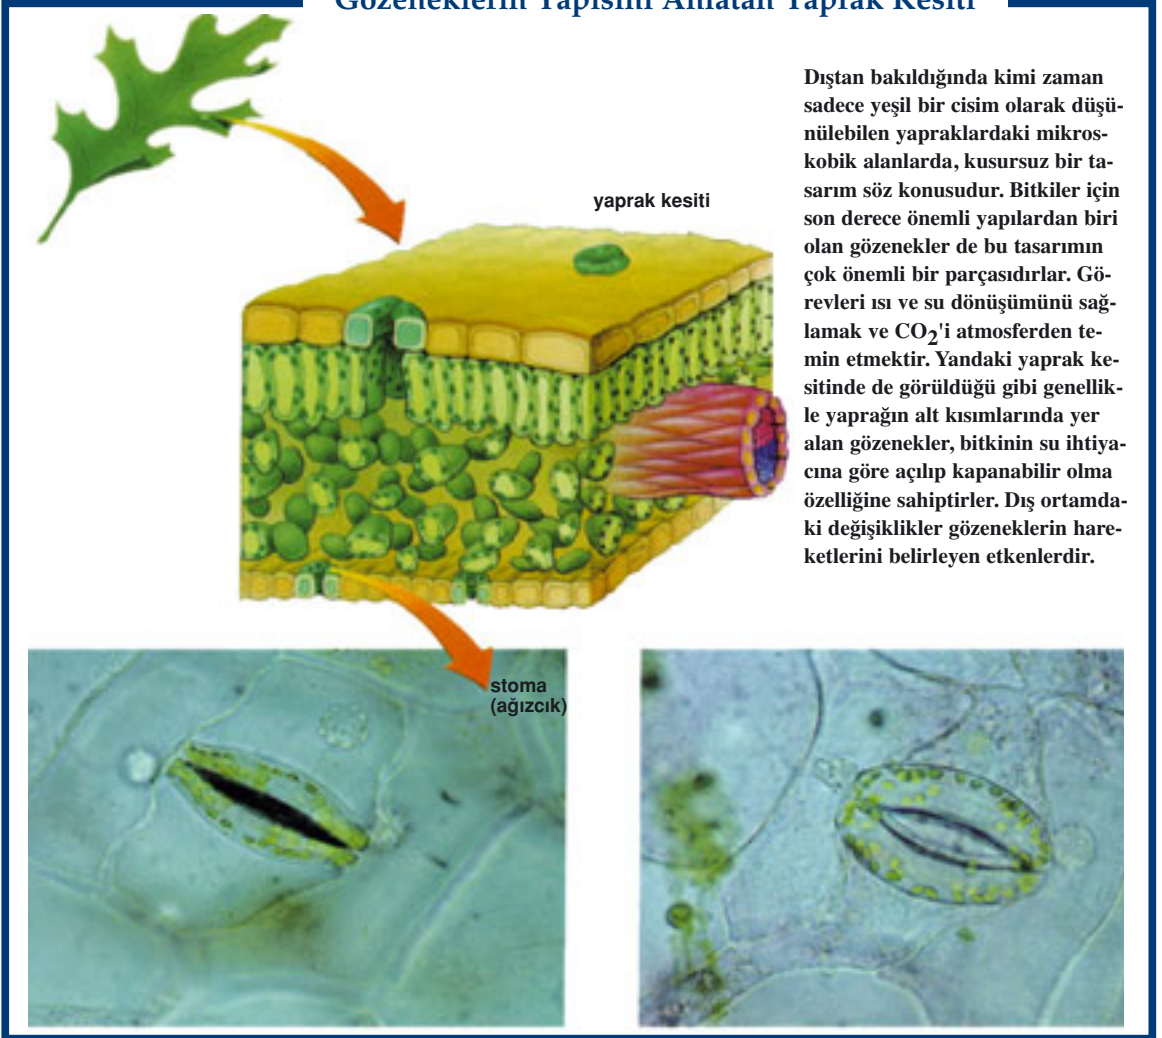 Gözeneklerin Yapısını Anlatan Yaprak Kesiti
Dıştan bakıldığında kimi zaman
sadece yeşil bir cisim olarak düşü-
nülebilen yapraklardaki mikros-
kobik alanlarda, kusursuz bir ta-
sarım söz konusudur. Bitkiler için
son derece önemli yapılardan biri
olan gözenekler de bu tasarımın
çok önemli bir parçasıdırlar. Gö-
revleri ısı ve su dönüşümünü sağ-
lamak ve CO2'i atmosferden te-
min etmektir. Yandaki yaprak ke-
sitinde de görüldüğü gibi genellik-
le yaprağın alt kısımlarında yer
alan gözenekler, bitkinin su ihtiya-
cına göre açılıp kapanabilir olma
özelliğine sahiptirler. Dış ortamda-
ki değişiklikler gözeneklerin hare-
ketlerini belirleyen etkenlerdir.
yaprak kesiti
stoma
(ağızcık)